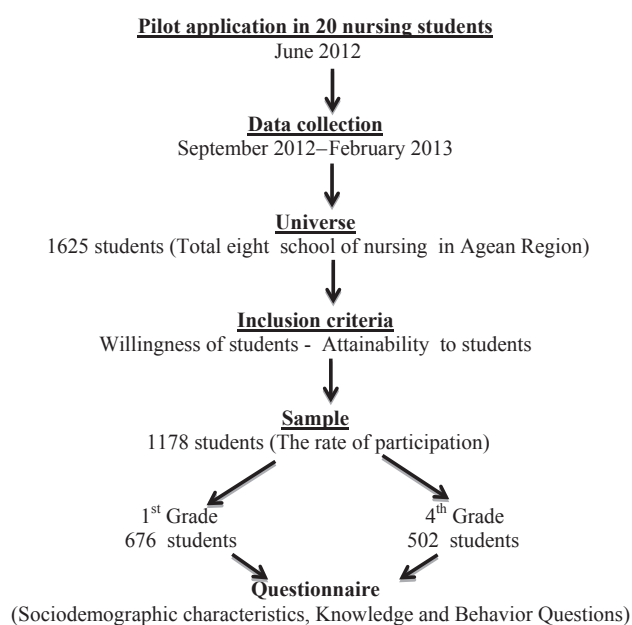 Pilot application in 20 nursing students
June 2012
Data collection
September 2012–February 2013
Universe
1625 students (Total eight school of nursing in Agean Region)
Inclusion criteria
Willingness of students - Attainability to students
Sample
1178 students (The rate of participation)
1st Grade
676 students
4th Grade
502 students
Questionnaire
(Sociodemographic characteristics, Knowledge and Behavior Questions)